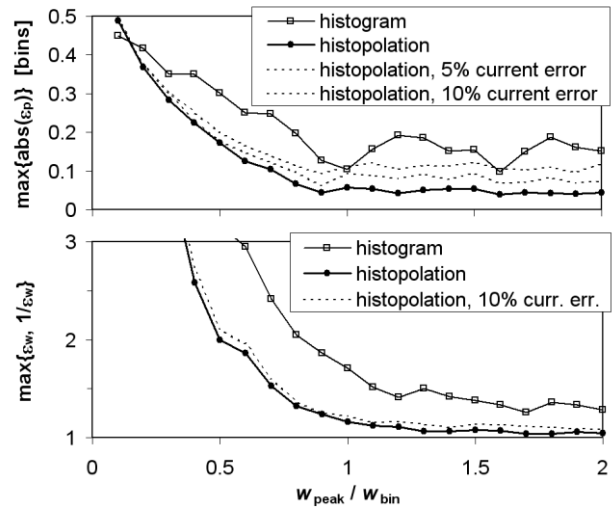 max{abs(εp)} [bins]
0.5
0.4
0.3
0.2
0.1
0
histogram
histopolation
histopolation, 5% current error
histopolation, 10% current error
max{εw, 1/εw}
3
2
1
histogram
histopolation
histopolation, 10% curr. err.
0 0.5 1 1.5 2
wpeak / wbin